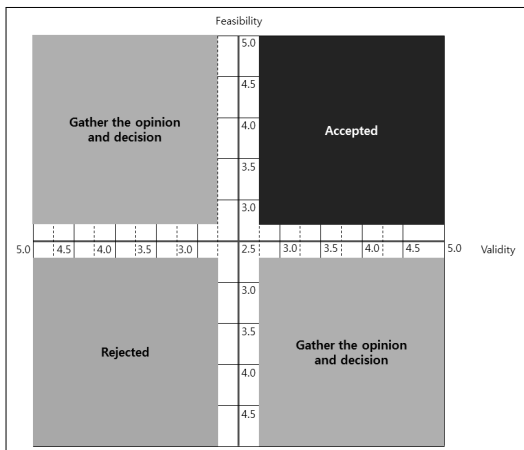 Feasibility
5.0
4.5
Gather the opinion
and decision
4.0
Accepted
3.5
3.0
5.0 4.5 4.0 3.5 3.0 2.5 3.0 3.5 4.0 4.5 5.0 Validity
3.0
3.5
Rejected
Gather the opinion
and decision
4.0
4.5